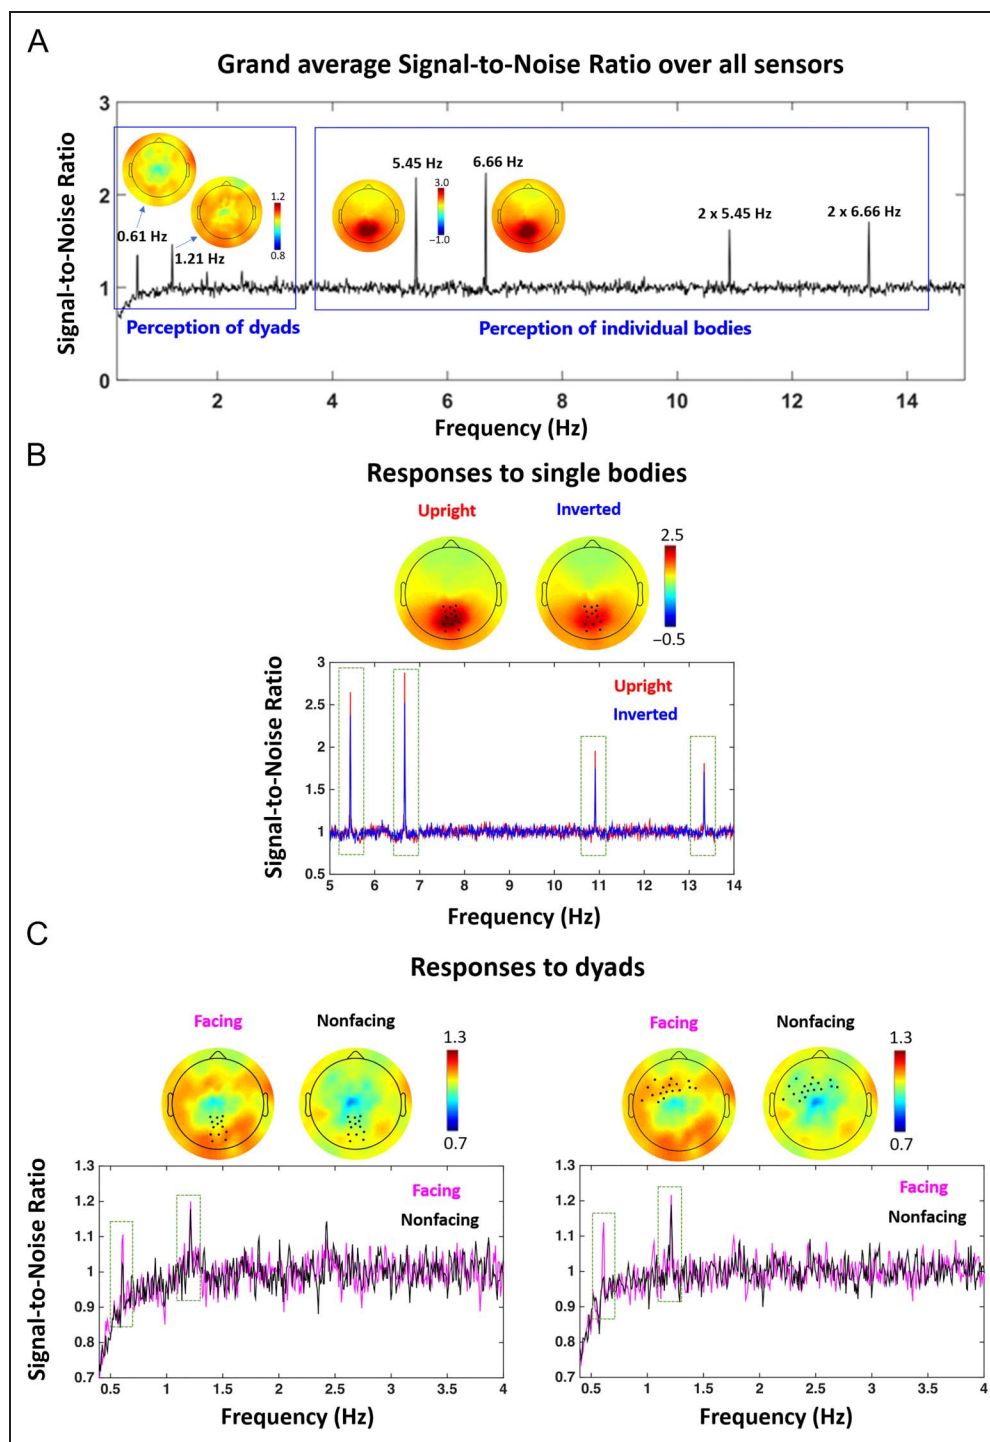 A
Grand average Signal-to-Noise Ratio over all sensors
Signal-to-Noise Ratio
3
2
1
0
0.61 Hz
1.21 Hz
1.2
0.8
5.45 Hz
6.66 Hz
3.0
−1.0
2 x 5.45 Hz
2 x 6.66 Hz
Perception of dyads
Perception of individual bodies
2 4 6 8 10 12 14
Frequency (Hz)
B
Responses to single bodies
Upright Inverted
2.5
−0.5
Signal-to-Noise Ratio
3
2.5
2
1.5
1
0.5
Upright
Inverted
5 6 7 8 9 10 11 12 13 14
Frequency (Hz)
C
Responses to dyads
Facing Nonfacing
1.3
0.7
Signal-to-Noise Ratio
1.3
1.2
1.1
1
0.9
0.8
0.7
Facing
Nonfacing
0.5 1 1.5 2 2.5 3 3.5 4
Frequency (Hz)
Facing Nonfacing
1.3
0.7
1.3
1.2
1.1
1
0.9
0.8
0.7
Facing
Nonfacing
0.5 1 1.5 2 2.5 3 3.5 4
Frequency (Hz)